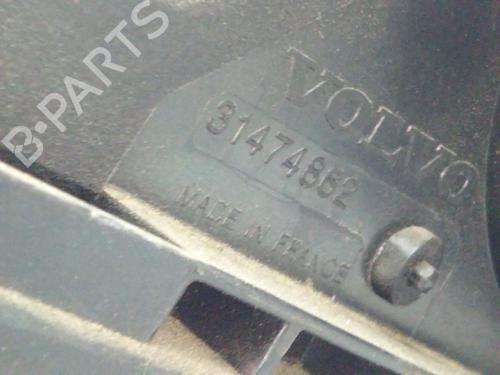 B-PARTS
VOLVO
31474862
MADE IN FRANCE